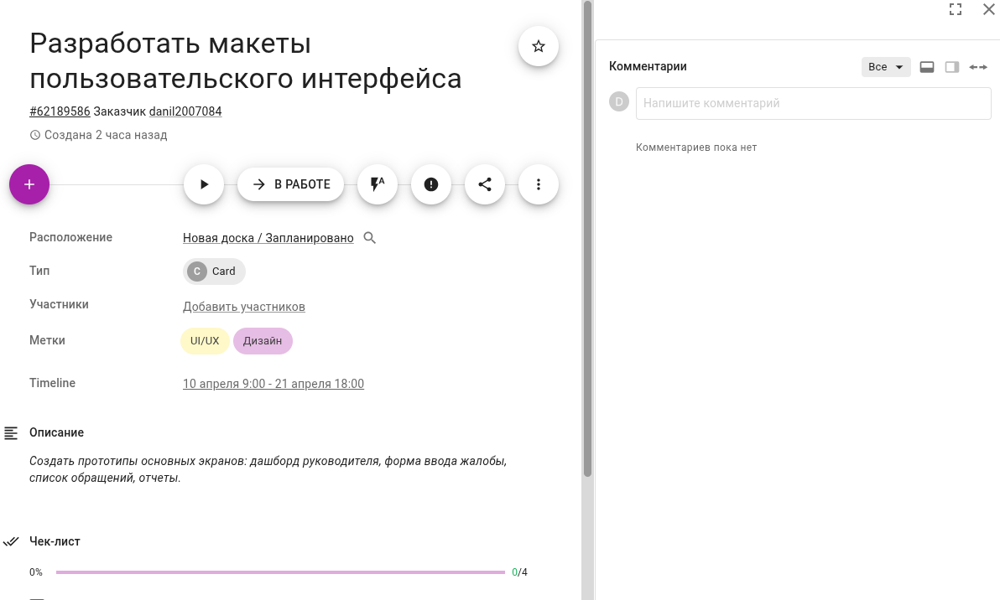 Разработать макеты
пользовательского интерфейса
#62189586 Заказчик danil2007084
Создана 2 часа назад
В РАБОТЕ
A
Расположение
Новая доска / Запланировано
Тип
C Card
Участники
Добавить участников
Метки
UI/UX Дизайн
Timeline
10 апреля 9:00 - 21 апреля 18:00
Описание
Создать прототипы основных экранов: дашборд руководителя, форма ввода жалобы,
список обращений, отчеты.
Чек-лист
0% 0/4
Комментарии
Все
D
Напишите комментарий
Комментариев пока нет